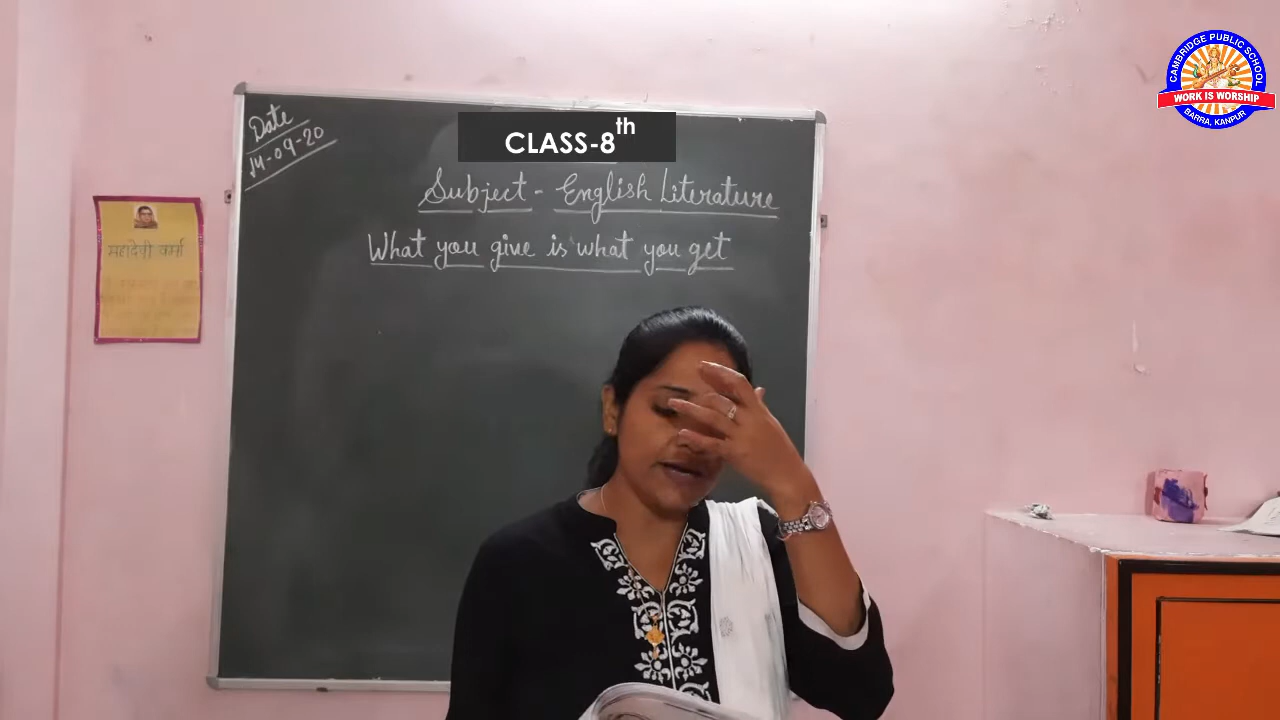 Date
14-09-20
CLASS-8th
Subject - English Literature
What you give is what you get
महादेवी वर्मा
CAMBRIDGE PUBLIC SCHOOL
WORK IS WORSHIP
BARRA, KANPUR